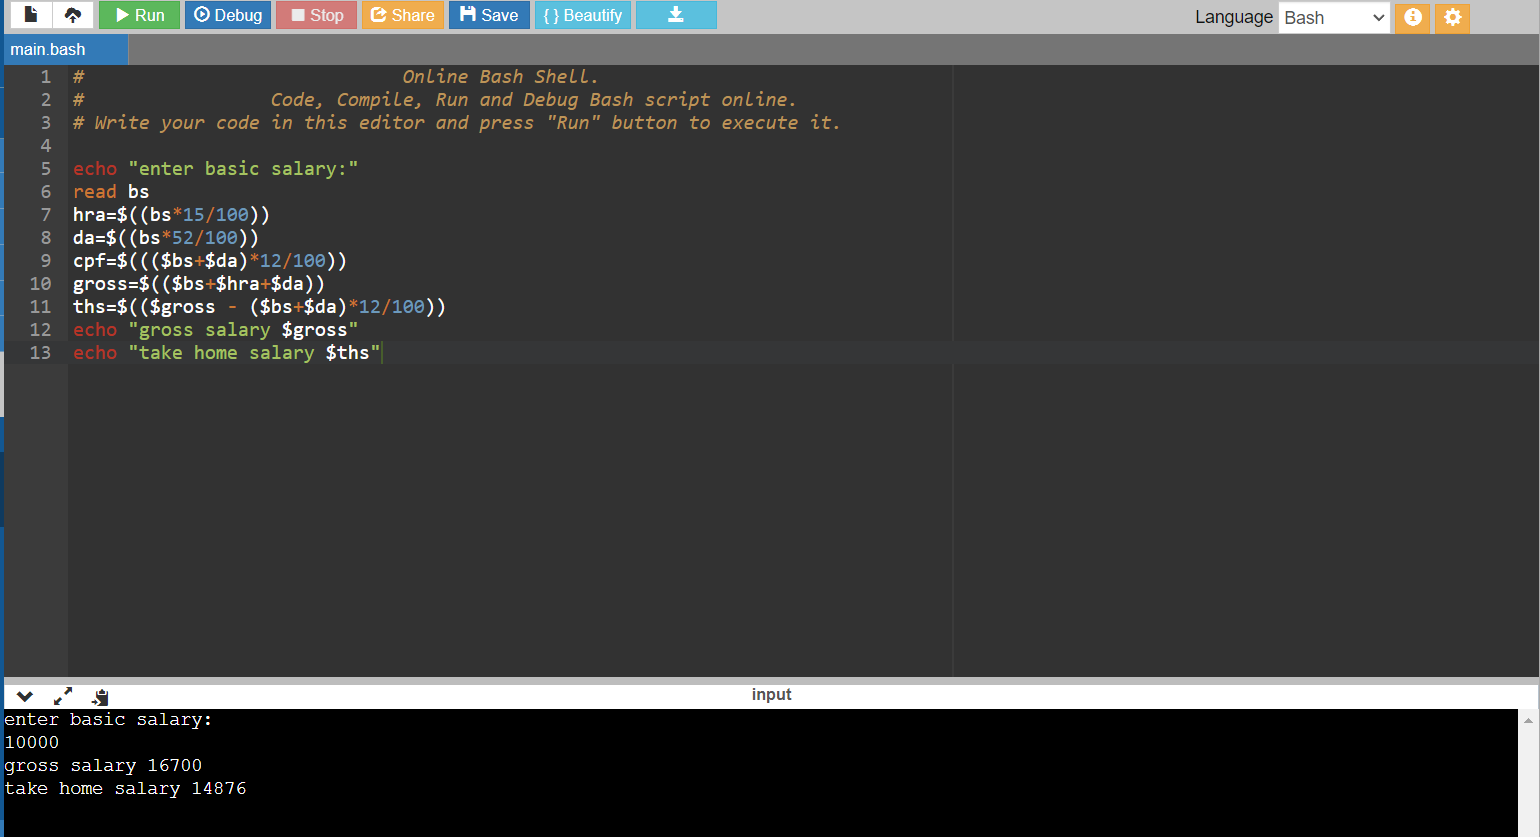 Run Debug Stop Share Save { } Beautify Language Bash
main.bash
1 # Online Bash Shell.
2 # Code, Compile, Run and Debug Bash script online.
3 # Write your code in this editor and press "Run" button to execute it.
4
5 echo "enter basic salary:"
6 read bs
7 hra=$((bs*15/100))
8 da=$((bs*52/100))
9 cpf=$((($bs+$da)*12/100))
10 gross=$(($bs+$hra+$da))
11 ths=$(($gross - ($bs+$da)*12/100))
12 echo "gross salary $gross"
13 echo "take home salary $ths"
input
enter basic salary:
10000
gross salary 16700
take home salary 14876